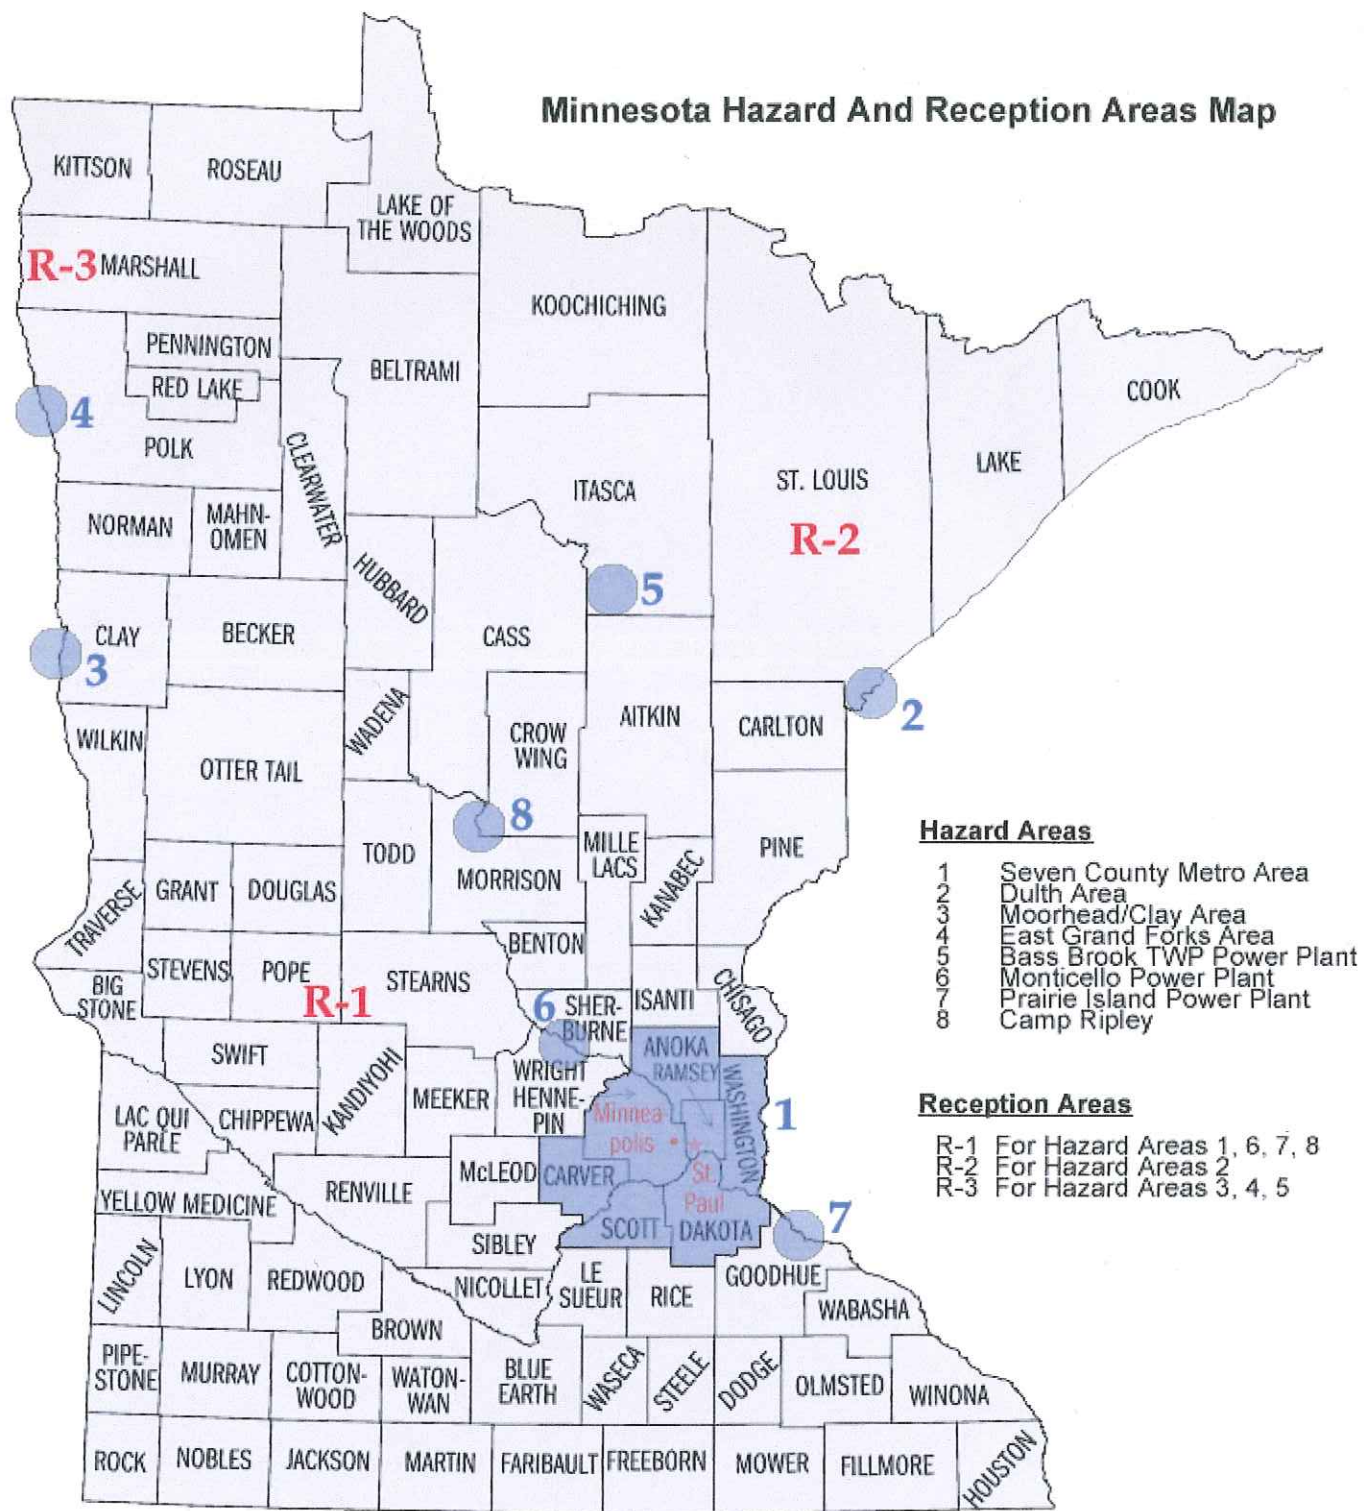 Minnesota Hazard And Reception Areas Map
KITTSON
ROSEAU
LAKE OF
THE WOODS
R-3
MARSHALL
KOOCHICHING
PENNINGTON
RED LAKE
BELTRAMI
COOK
4
POLK
CLEARWATER
ITASCA
ST. LOUIS
LAKE
R-2
NORMAN
MAHN-
OMEN
HUBBARD
5
CLAY
BECKER
CASS
3
2
WILKIN
OTTER TAIL
WADENA
CROW
WING
AITKIN
CARLTON
8
TODD
MORRISON
MILLE
LACS
KANABEC
PINE
TRAVERSE
GRANT
DOUGLAS
BENTON
STEVENS
POPE
STEARNS
BIG
STONE
R-1
6
SHER-
BURNE
ISANTI
CHISAGO
SWIFT
KANDIYOHI
MEEKER
WRIGHT
HENNE-
PIN
ANOKA
RAMSEY
WASHINGTON
1
LAC QUI
PARLE
CHIPPEWA
Minnea
polis
St.
Paul
McLEOD
CARVER
YELLOW MEDICINE
RENVILLE
SCOTT
DAKOTA
7
SIBLEY
LINCOLN
LYON
REDWOOD
NICOLLET
LE
SUEUR
RICE
GOODHUE
WABASHA
BROWN
PIPE-
STONE
MURRAY
COTTON-
WOOD
WATON-
WAN
BLUE
EARTH
WASECA
STEELE
DODGE
OLMSTED
WINONA
ROCK
NOBLES
JACKSON
MARTIN
FARIBAULT
FREEBORN
MOWER
FILLMORE
HOUSTON
Hazard Areas
1 Seven County Metro Area
2 Dulth Area
3 Moorhead/Clay Area
4 East Grand Forks Area
5 Bass Brook TWP Power Plant
6 Monticello Power Plant
7 Prairie Island Power Plant
8 Camp Ripley
Reception Areas
R-1 For Hazard Areas 1, 6, 7, 8
R-2 For Hazard Areas 2
R-3 For Hazard Areas 3, 4, 5